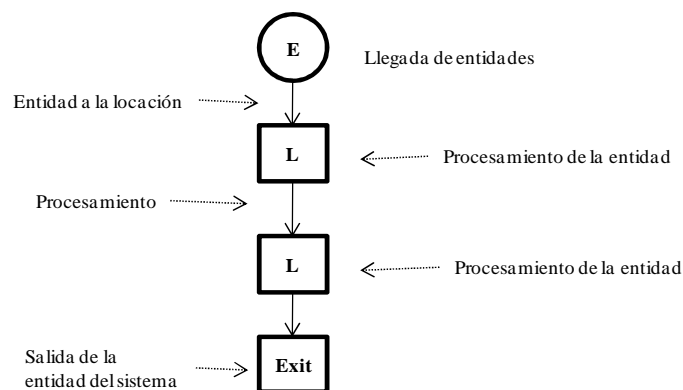 E
Llegada de entidades
Entidad a la locación
L
Procesamiento de la entidad
Procesamiento
L
Procesamiento de la entidad
Salida de la
entidad del sistema
Exit